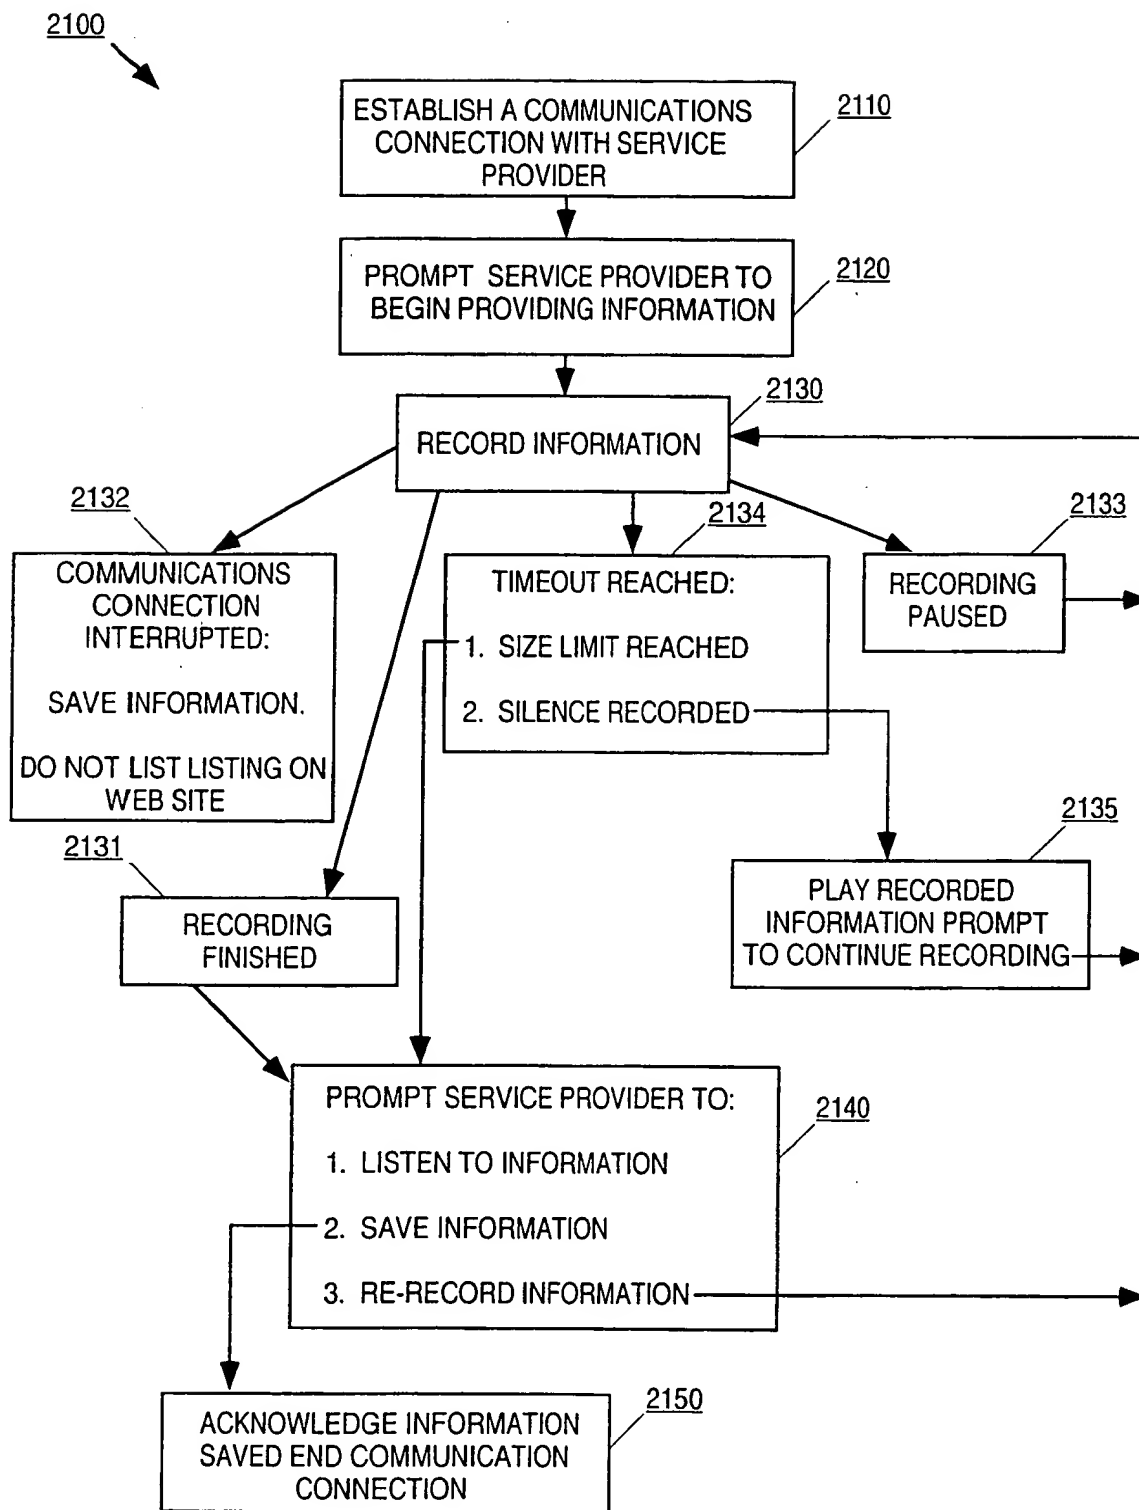 2100
ESTABLISH A COMMUNICATIONS
CONNECTION WITH SERVICE
PROVIDER
2110
PROMPT SERVICE PROVIDER TO
BEGIN PROVIDING INFORMATION
2120
RECORD INFORMATION
2130
2132
COMMUNICATIONS
CONNECTION
INTERRUPTED:
SAVE INFORMATION.
DO NOT LIST LISTING ON
WEB SITE
2134
TIMEOUT REACHED:
1. SIZE LIMIT REACHED
2. SILENCE RECORDED
2133
RECORDING
PAUSED
2131
RECORDING
FINISHED
2135
PLAY RECORDED
INFORMATION PROMPT
TO CONTINUE RECORDING
PROMPT SERVICE PROVIDER TO:
1. LISTEN TO INFORMATION
2. SAVE INFORMATION
3. RE-RECORD INFORMATION
2140
ACKNOWLEDGE INFORMATION
SAVED END COMMUNICATION
CONNECTION
2150